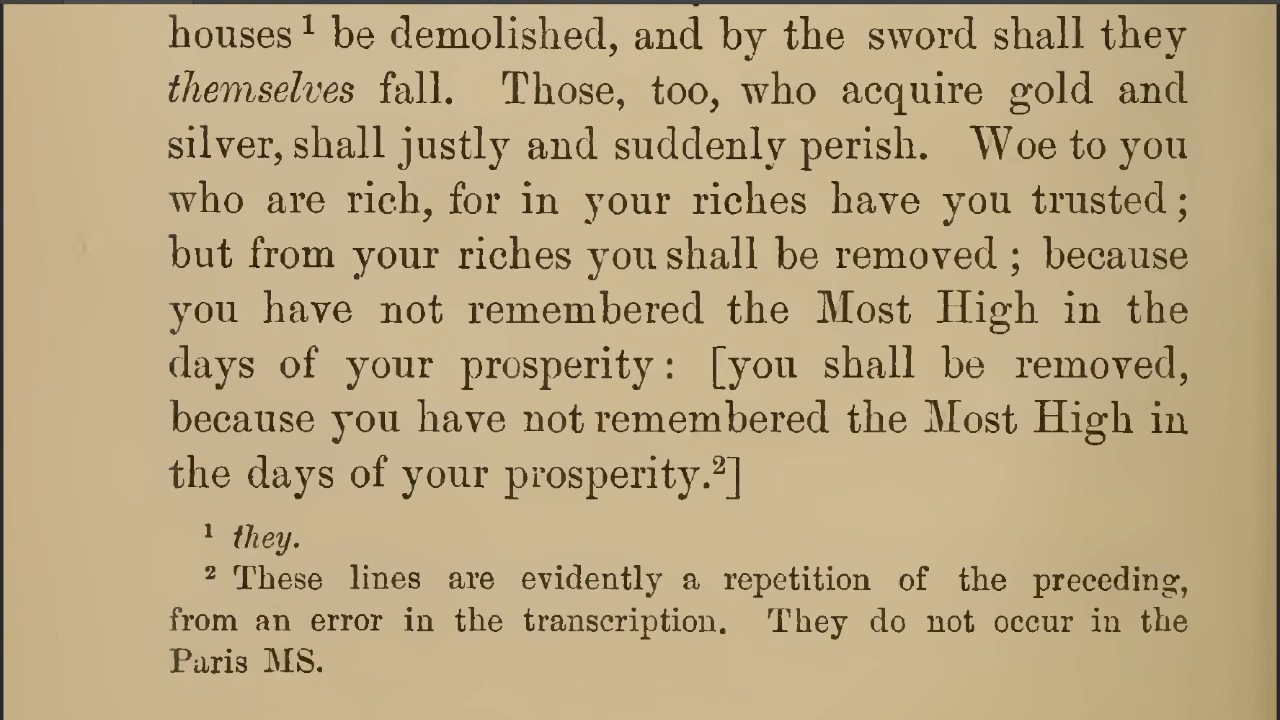 houses¹ be demolished, and by the sword shall they
themselves fall. Those, too, who acquire gold and
silver, shall justly and suddenly perish. Woe to you
who are rich, for in your riches have you trusted ;
but from your riches you shall be removed ; because
you have not remembered the Most High in the
days of your prosperity : [you shall be removed,
because you have not remembered the Most High in
the days of your prosperity.²]
¹ they.
² These lines are evidently a repetition of the preceding,
from an error in the transcription. They do not occur in the
Paris MS.